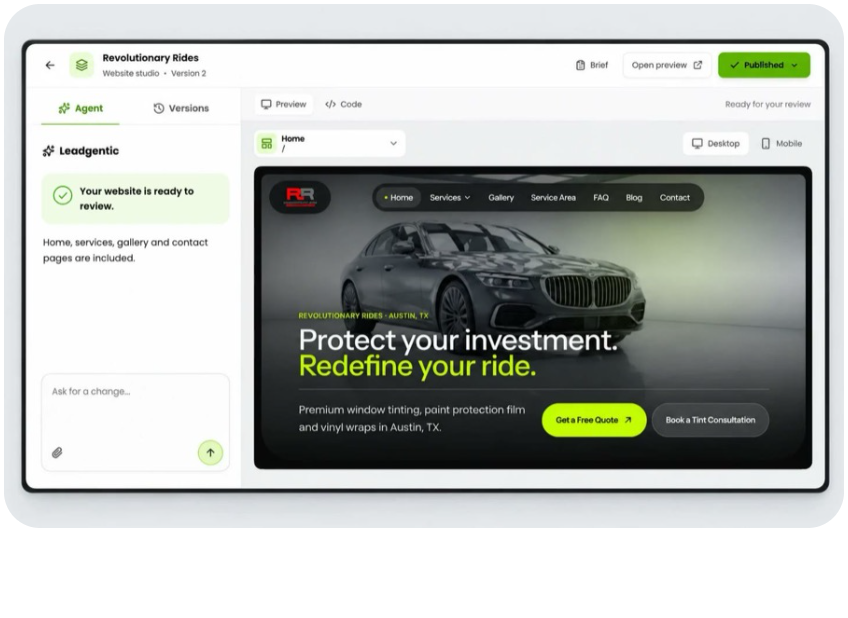 Revolutionary Rides
Website studio • Version 2
Brief
Open preview
Published
Agent
Versions
Leadgentic
Your website is ready to
review.
Home, services, gallery and contact
pages are included.
Ask for a change...
Preview
</> Code
Ready for your review
Home
/
Desktop
Mobile
RR
Home
Services
Gallery
Service Area
FAQ
Blog
Contact
REVOLUTIONARY RIDES · AUSTIN, TX
Protect your investment.
Redefine your ride.
Premium window tinting, paint protection film
and vinyl wraps in Austin, TX.
Get a Free Quote
Book a Tint Consultation